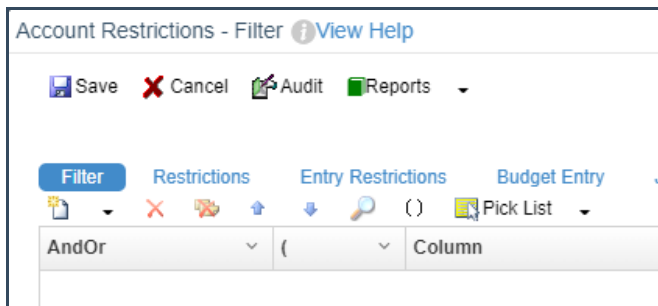 Account Restrictions - Filter View Help
Save Cancel Audit Reports
Filter Restrictions Entry Restrictions Budget Entry
( ) Pick List
AndOr ( Column